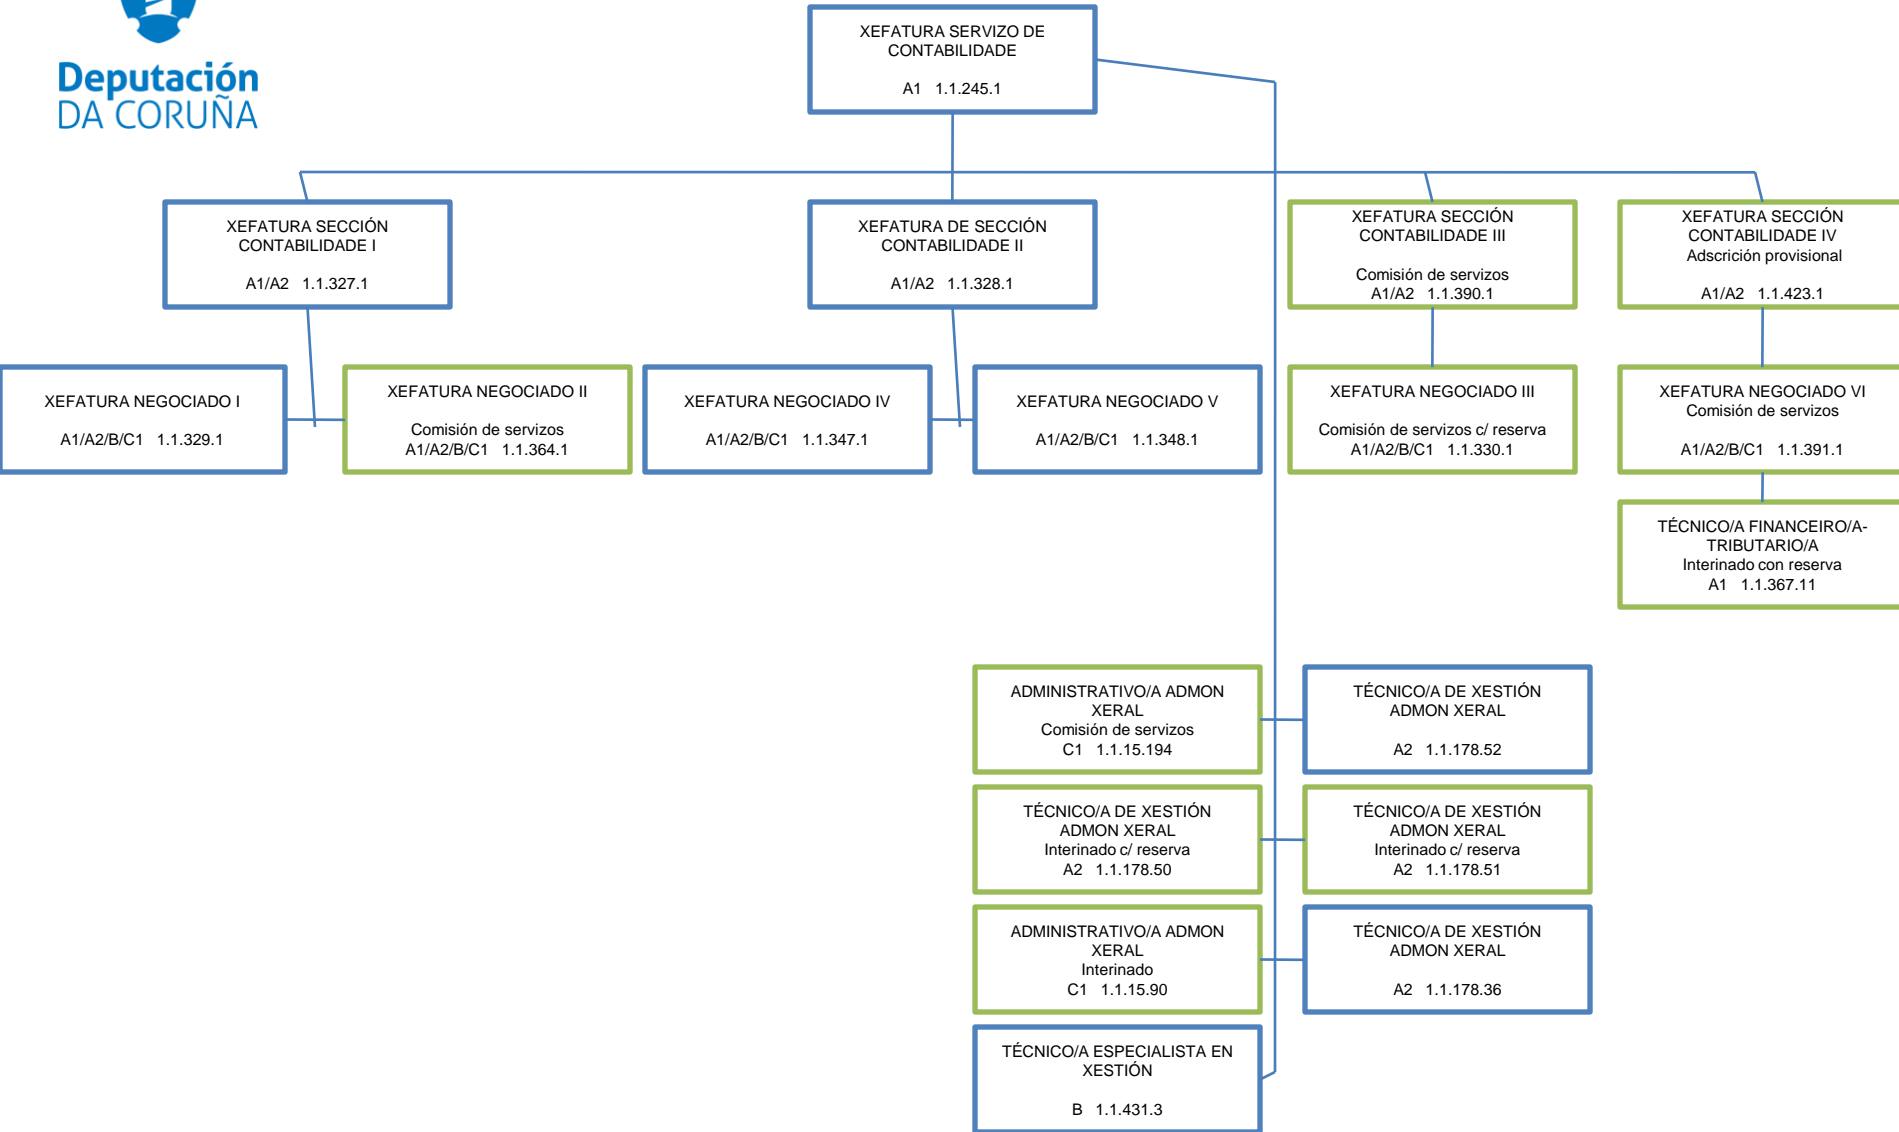 Deputación
DA CORUÑA
XEFATURA SERVIZO DE
CONTABILIDADE
A1 1.1.245.1
XEFATURA SECCIÓN
CONTABILIDADE I
A1/A2 1.1.327.1
XEFATURA DE SECCIÓN
CONTABILIDADE II
A1/A2 1.1.328.1
XEFATURA SECCIÓN
CONTABILIDADE III
Comisión de servizos
A1/A2 1.1.390.1
XEFATURA SECCIÓN
CONTABILIDADE IV
Adscrición provisional
A1/A2 1.1.423.1
XEFATURA NEGOCIADO I
A1/A2/B/C1 1.1.329.1
XEFATURA NEGOCIADO II
Comisión de servizos
A1/A2/B/C1 1.1.364.1
XEFATURA NEGOCIADO IV
A1/A2/B/C1 1.1.347.1
XEFATURA NEGOCIADO V
A1/A2/B/C1 1.1.348.1
XEFATURA NEGOCIADO III
Comisión de servizos c/ reserva
A1/A2/B/C1 1.1.330.1
XEFATURA NEGOCIADO VI
Comisión de servizos
A1/A2/B/C1 1.1.391.1
TÉCNICO/A FINANCEIRO/A-
TRIBUTARIO/A
Interinado con reserva
A1 1.1.367.11
ADMINISTRATIVO/A ADMON
XERAL
Comisión de servizos
C1 1.1.15.194
TÉCNICO/A DE XESTIÓN
ADMON XERAL
A2 1.1.178.52
TÉCNICO/A DE XESTIÓN
ADMON XERAL
Interinado c/ reserva
A2 1.1.178.50
TÉCNICO/A DE XESTIÓN
ADMON XERAL
Interinado c/ reserva
A2 1.1.178.51
ADMINISTRATIVO/A ADMON
XERAL
Interinado
C1 1.1.15.90
TÉCNICO/A DE XESTIÓN
ADMON XERAL
A2 1.1.178.36
TÉCNICO/A ESPECIALISTA EN
XESTIÓN
B 1.1.431.3